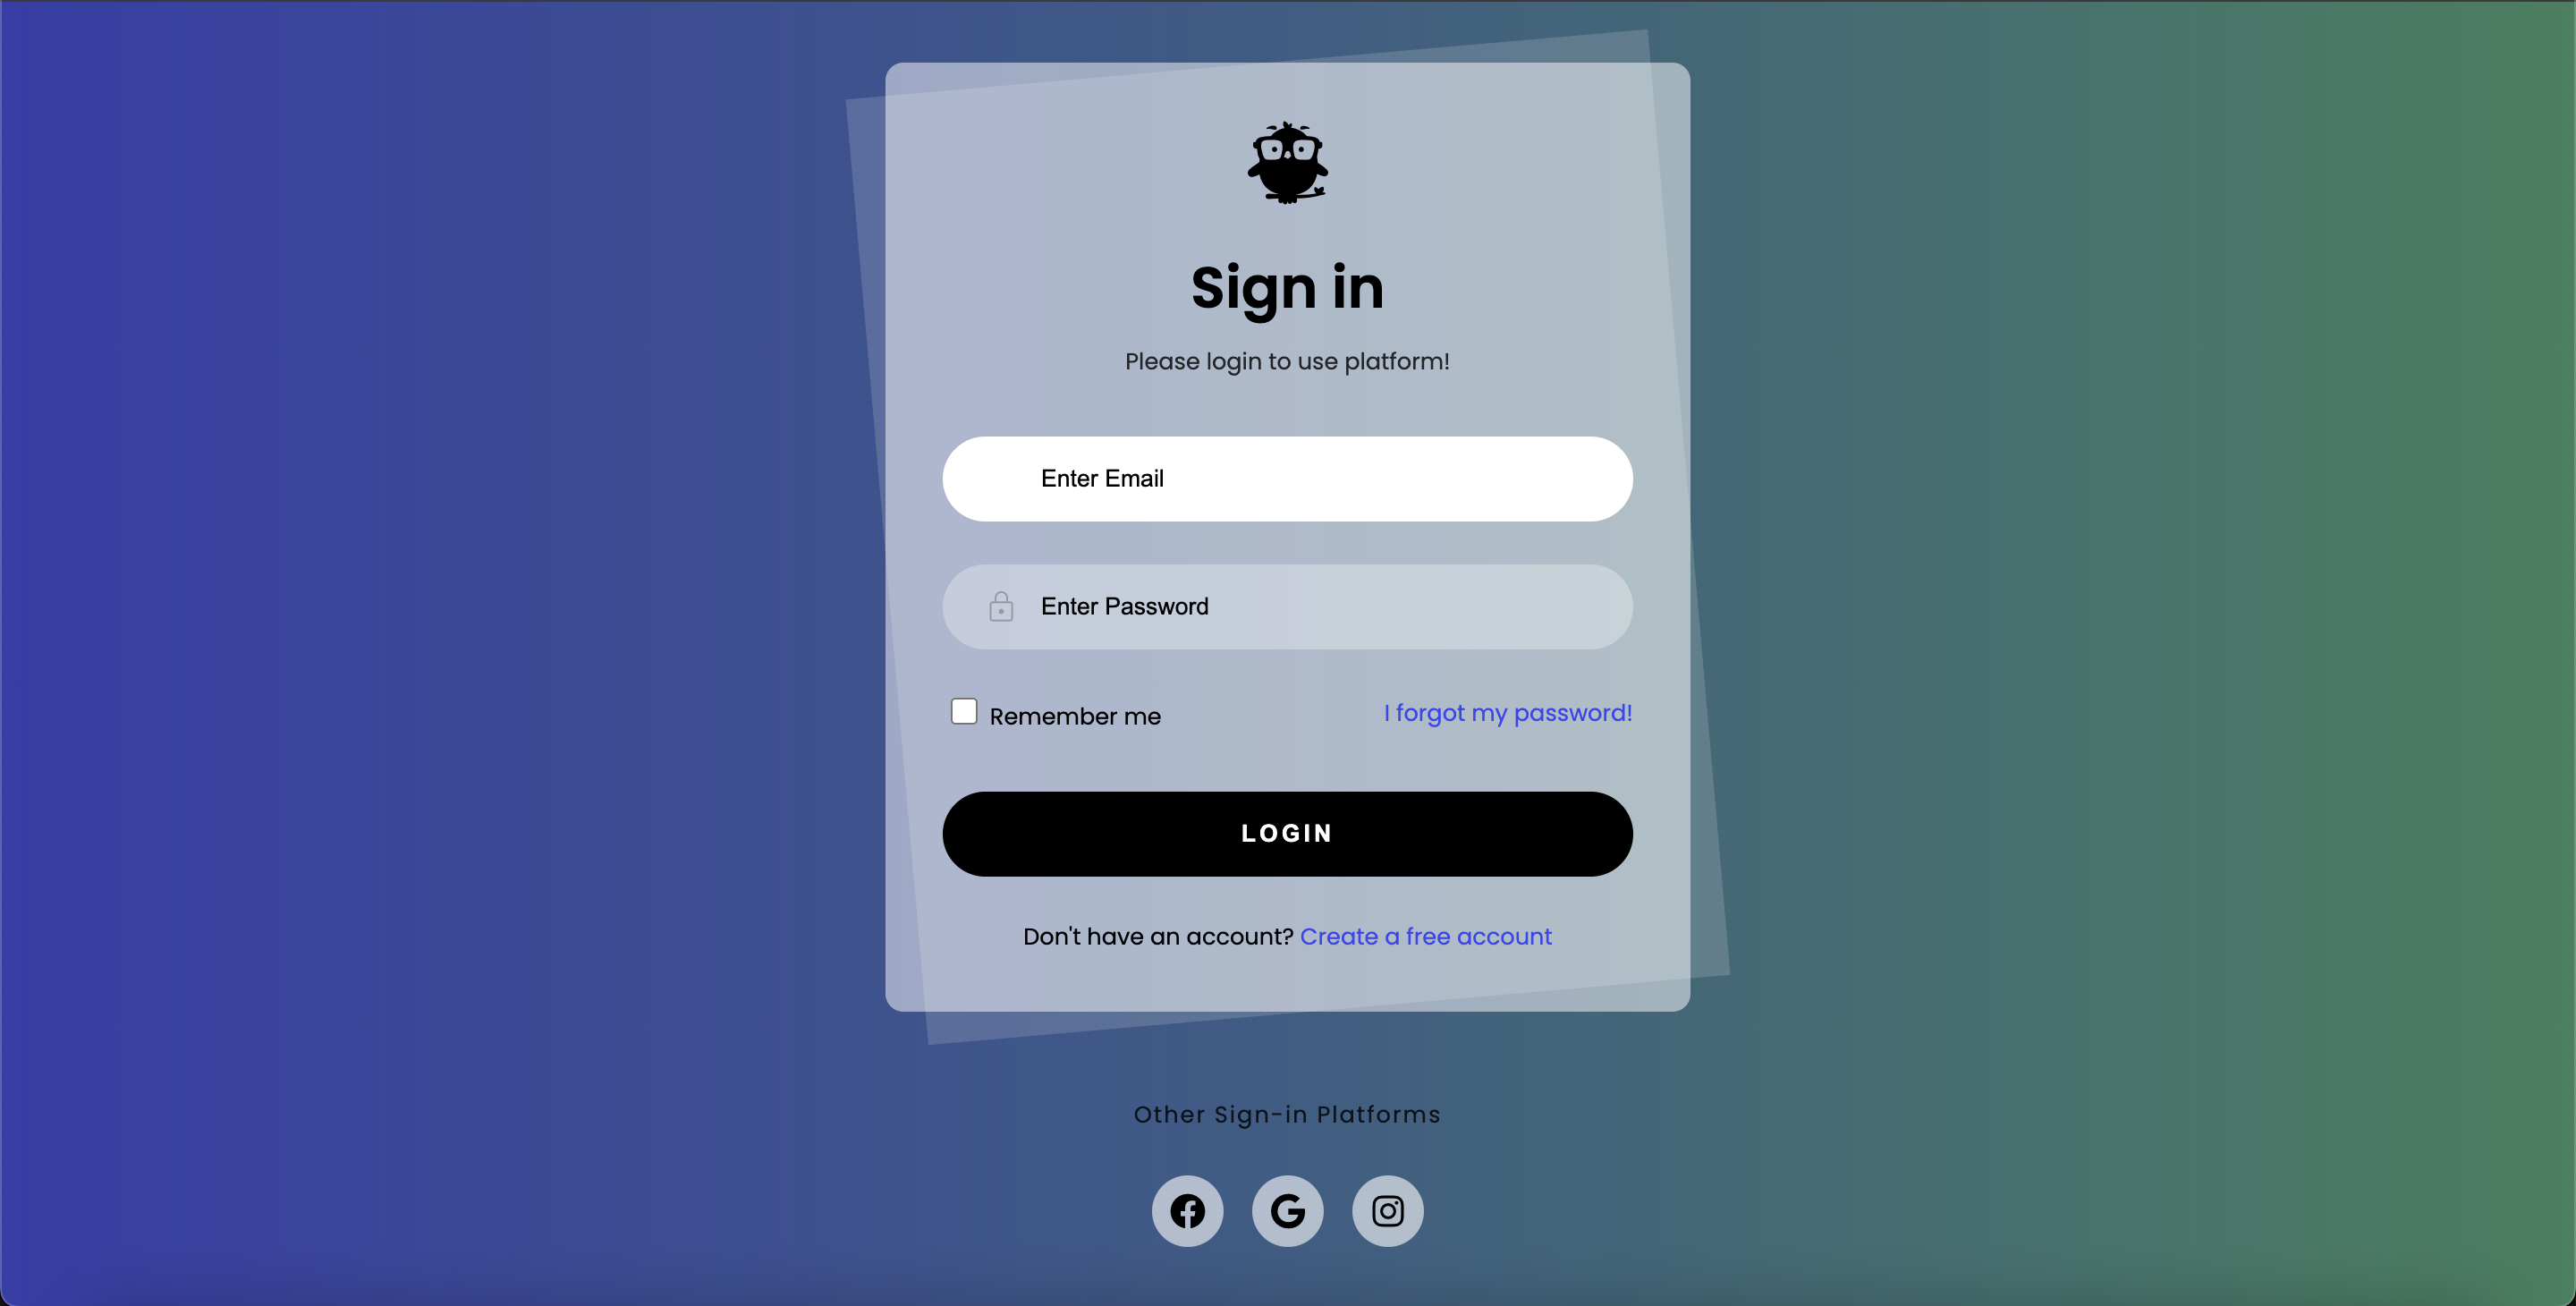 Sign in
Please login to use platform!
Enter Email
Enter Password
Remember me
I forgot my password!
LOGIN
Don't have an account? Create a free account
Other Sign-in Platforms